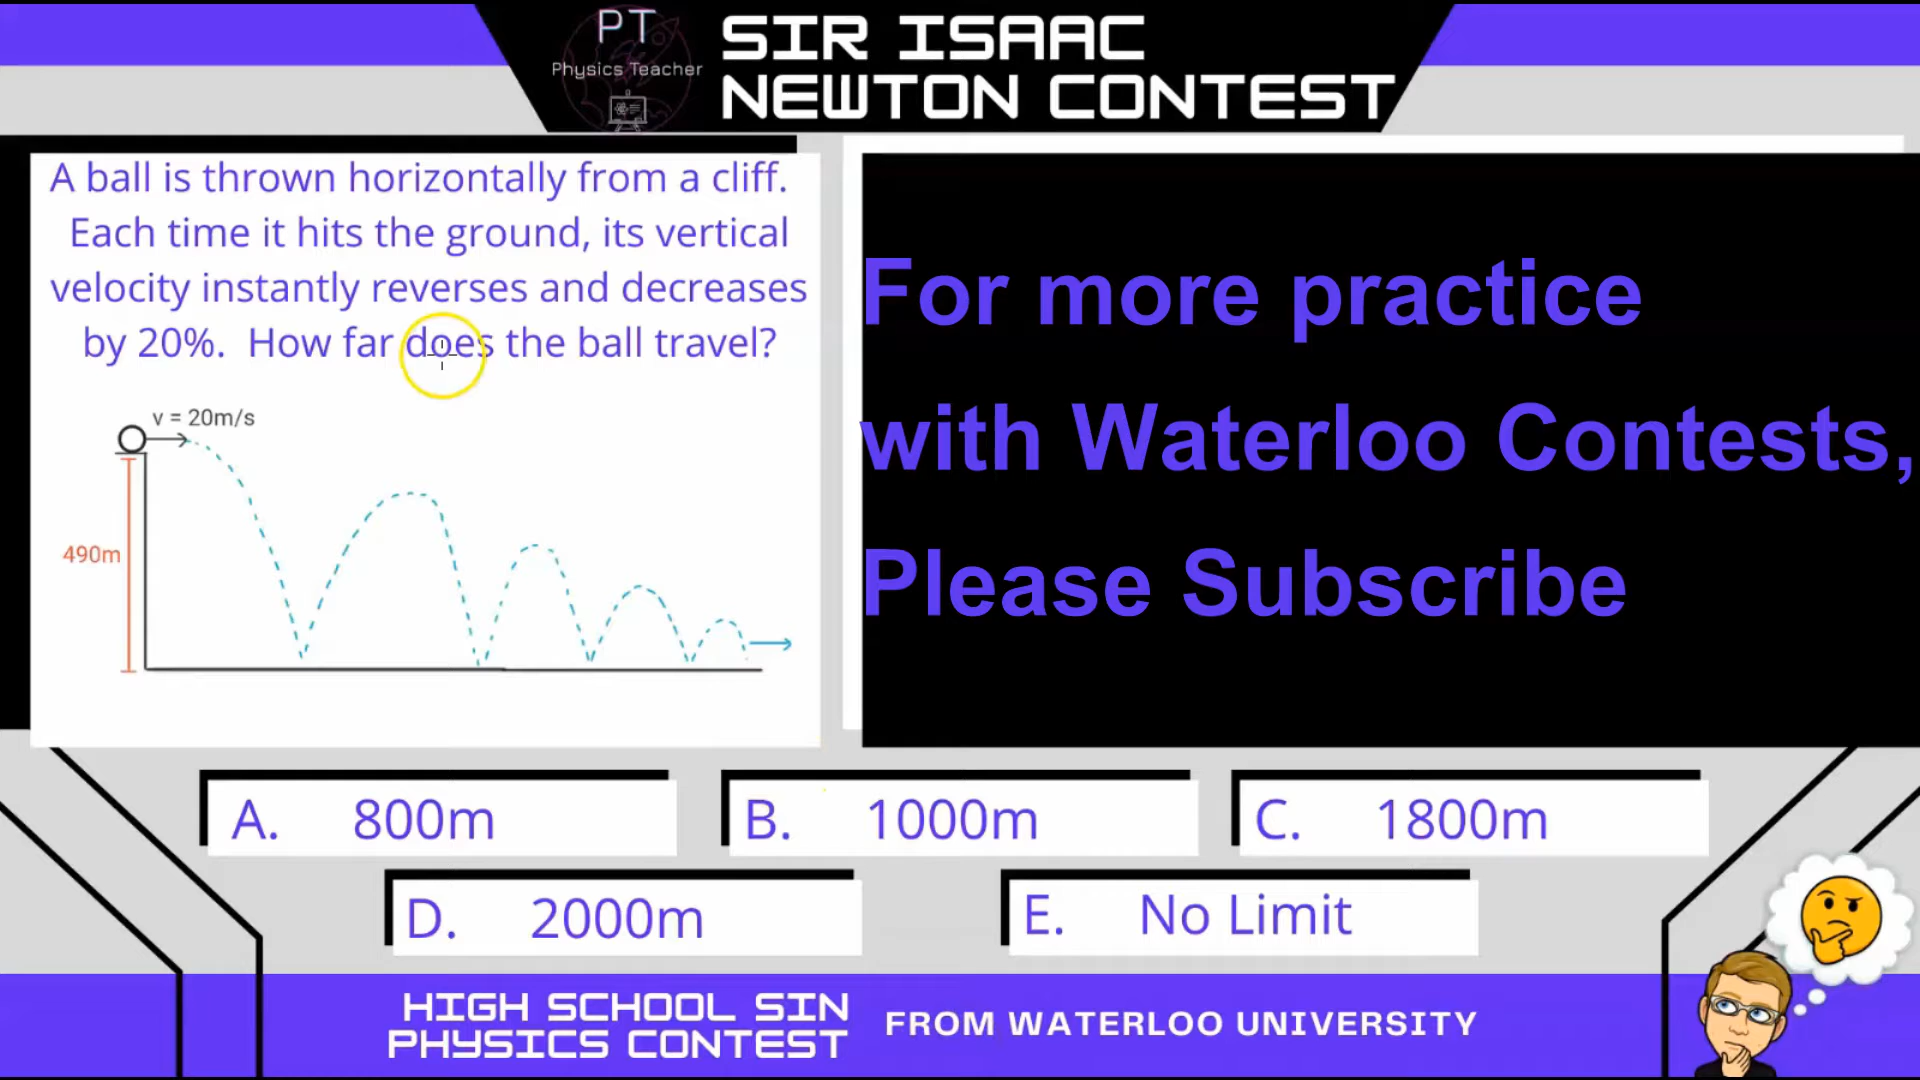 PT
Physics Teacher
SIR ISAAC
NEWTON CONTEST
A ball is thrown horizontally from a cliff.
Each time it hits the ground, its vertical
velocity instantly reverses and decreases
by 20%. How far does the ball travel?
v = 20m/s
490m
For more practice
with Waterloo Contests,
Please Subscribe
A. 800m
B. 1000m
C. 1800m
D. 2000m
E. No Limit
HIGH SCHOOL SIN
PHYSICS CONTEST
FROM WATERLOO UNIVERSITY